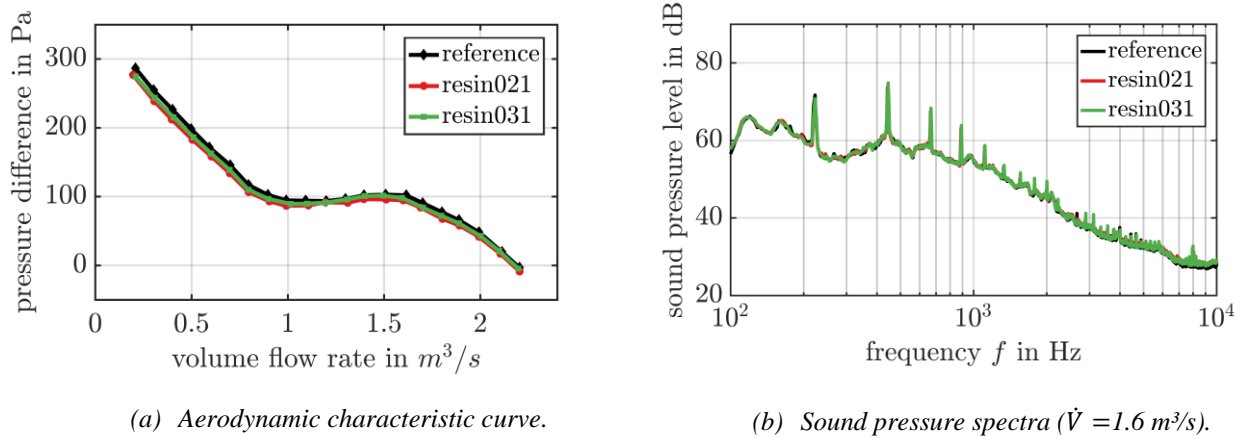 pressure difference in Pa
300
200
100
0
0
0.5
1
1.5
2
volume flow rate in m³/s
reference
resin021
resin031
(a) Aerodynamic characteristic curve.
sound pressure level in dB
80
60
40
20
10²
10³
10⁴
frequency f in Hz
reference
resin021
resin031
(b) Sound pressure spectra (V̇ =1.6 m³/s).